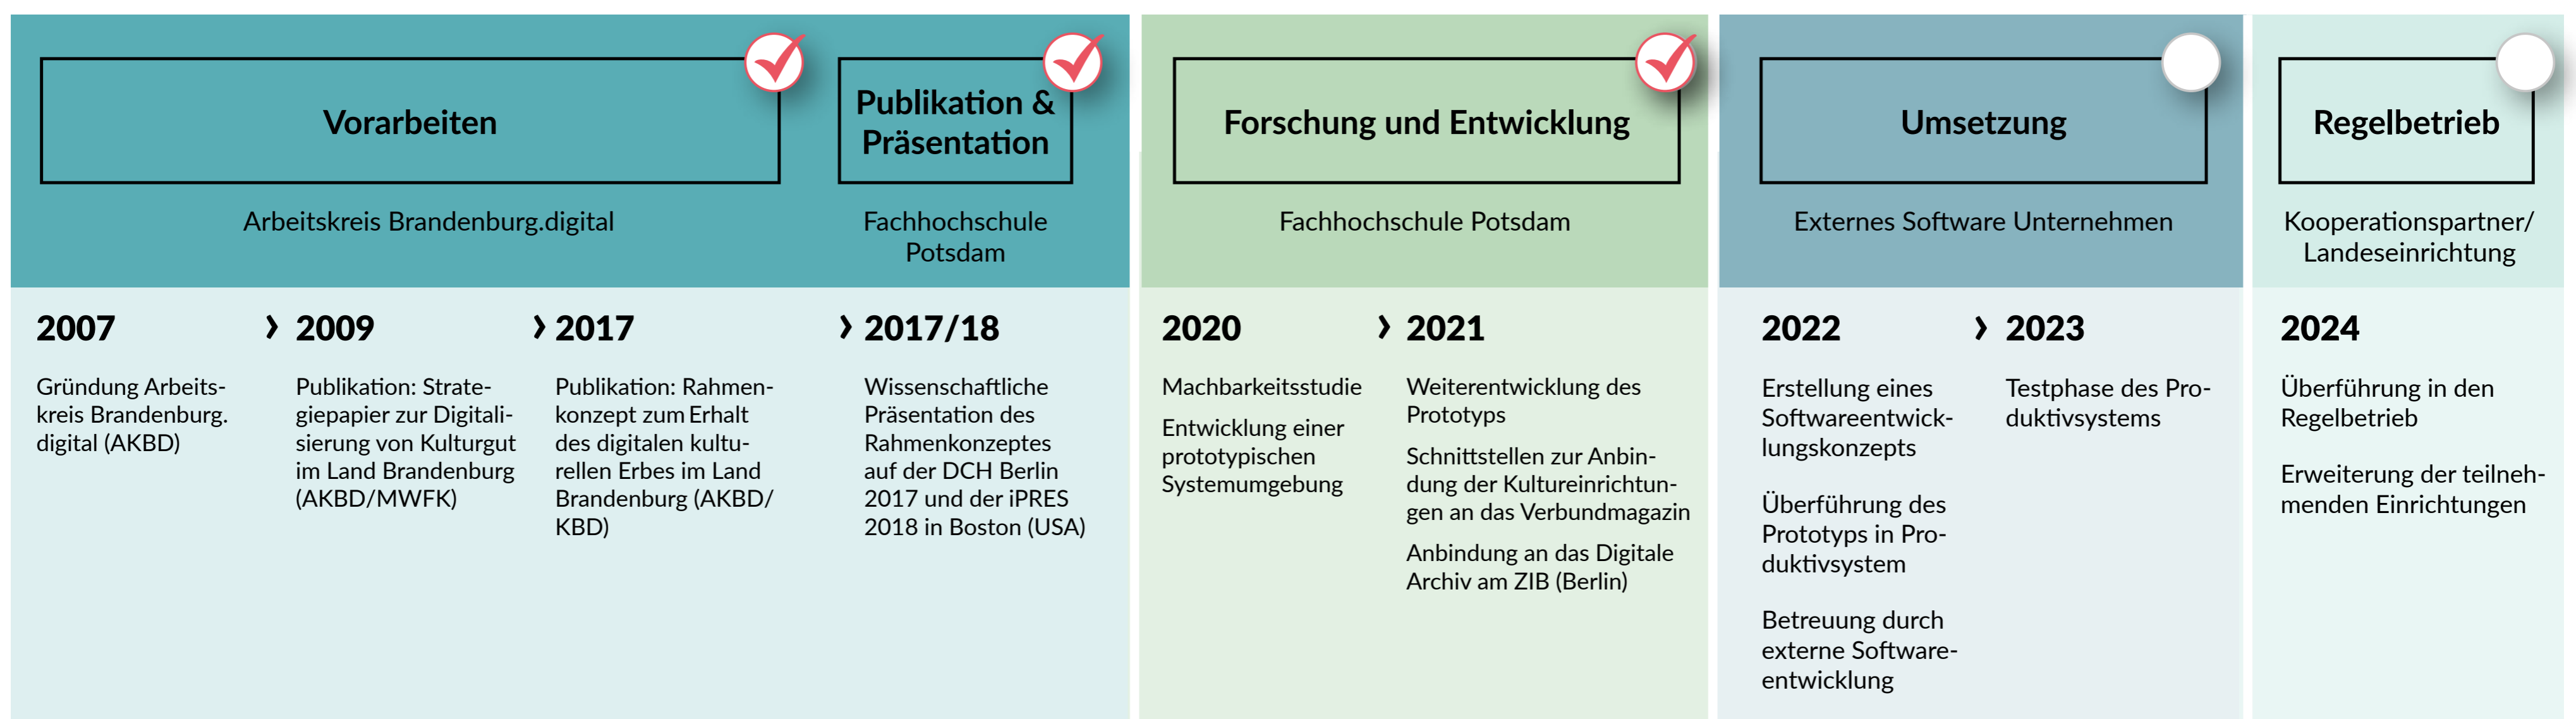 Vorarbeiten
Arbeitskreis Brandenburg.digital
Publikation &
Präsentation
Fachhochschule
Potsdam
Forschung und Entwicklung
Fachhochschule Potsdam
Umsetzung
Externes Software Unternehmen
Regelbetrieb
Kooperationspartner/
Landeseinrichtung
2007
Gründung Arbeits-
kreis Brandenburg.
digital (AKBD)
› 2009
Publikation: Strate-
giepapier zur Digitali-
sierung von Kulturgut
im Land Brandenburg
(AKBD/MWFK)
› 2017
Publikation: Rahmen-
konzept zum Erhalt
des digitalen kultu-
rellen Erbes im Land
Brandenburg (AKBD/
KBD)
› 2017/18
Wissenschaftliche
Präsentation des
Rahmenkonzeptes
auf der DCH Berlin
2017 und der iPRES
2018 in Boston (USA)
2020
Machbarkeitsstudie
Entwicklung einer
prototypischen
Systemumgebung
› 2021
Weiterentwicklung des
Prototyps
Schnittstellen zur Anbin-
dung der Kultureinrichtun-
gen an das Verbundmagazin
Anbindung an das Digitale
Archiv am ZIB (Berlin)
2022
Erstellung eines
Softwareentwick-
lungskonzepts
Überführung des
Prototyps in Pro-
duktivsystem
Betreuung durch
externe Software-
entwicklung
› 2023
Testphase des Pro-
duktivsystems
2024
Überführung in den
Regelbetrieb
Erweiterung der teilneh-
menden Einrichtungen